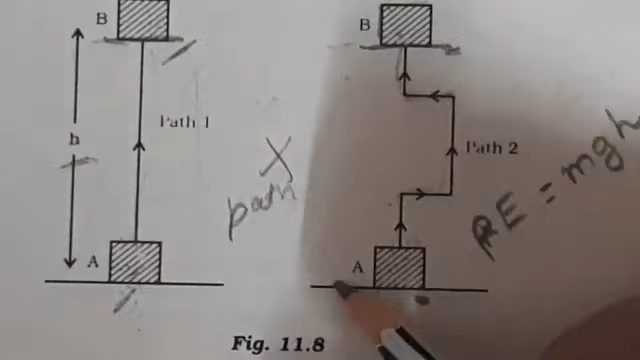 B
h
Path 1
A
path
B
Path 2
A
PE = mgh
Fig. 11.8